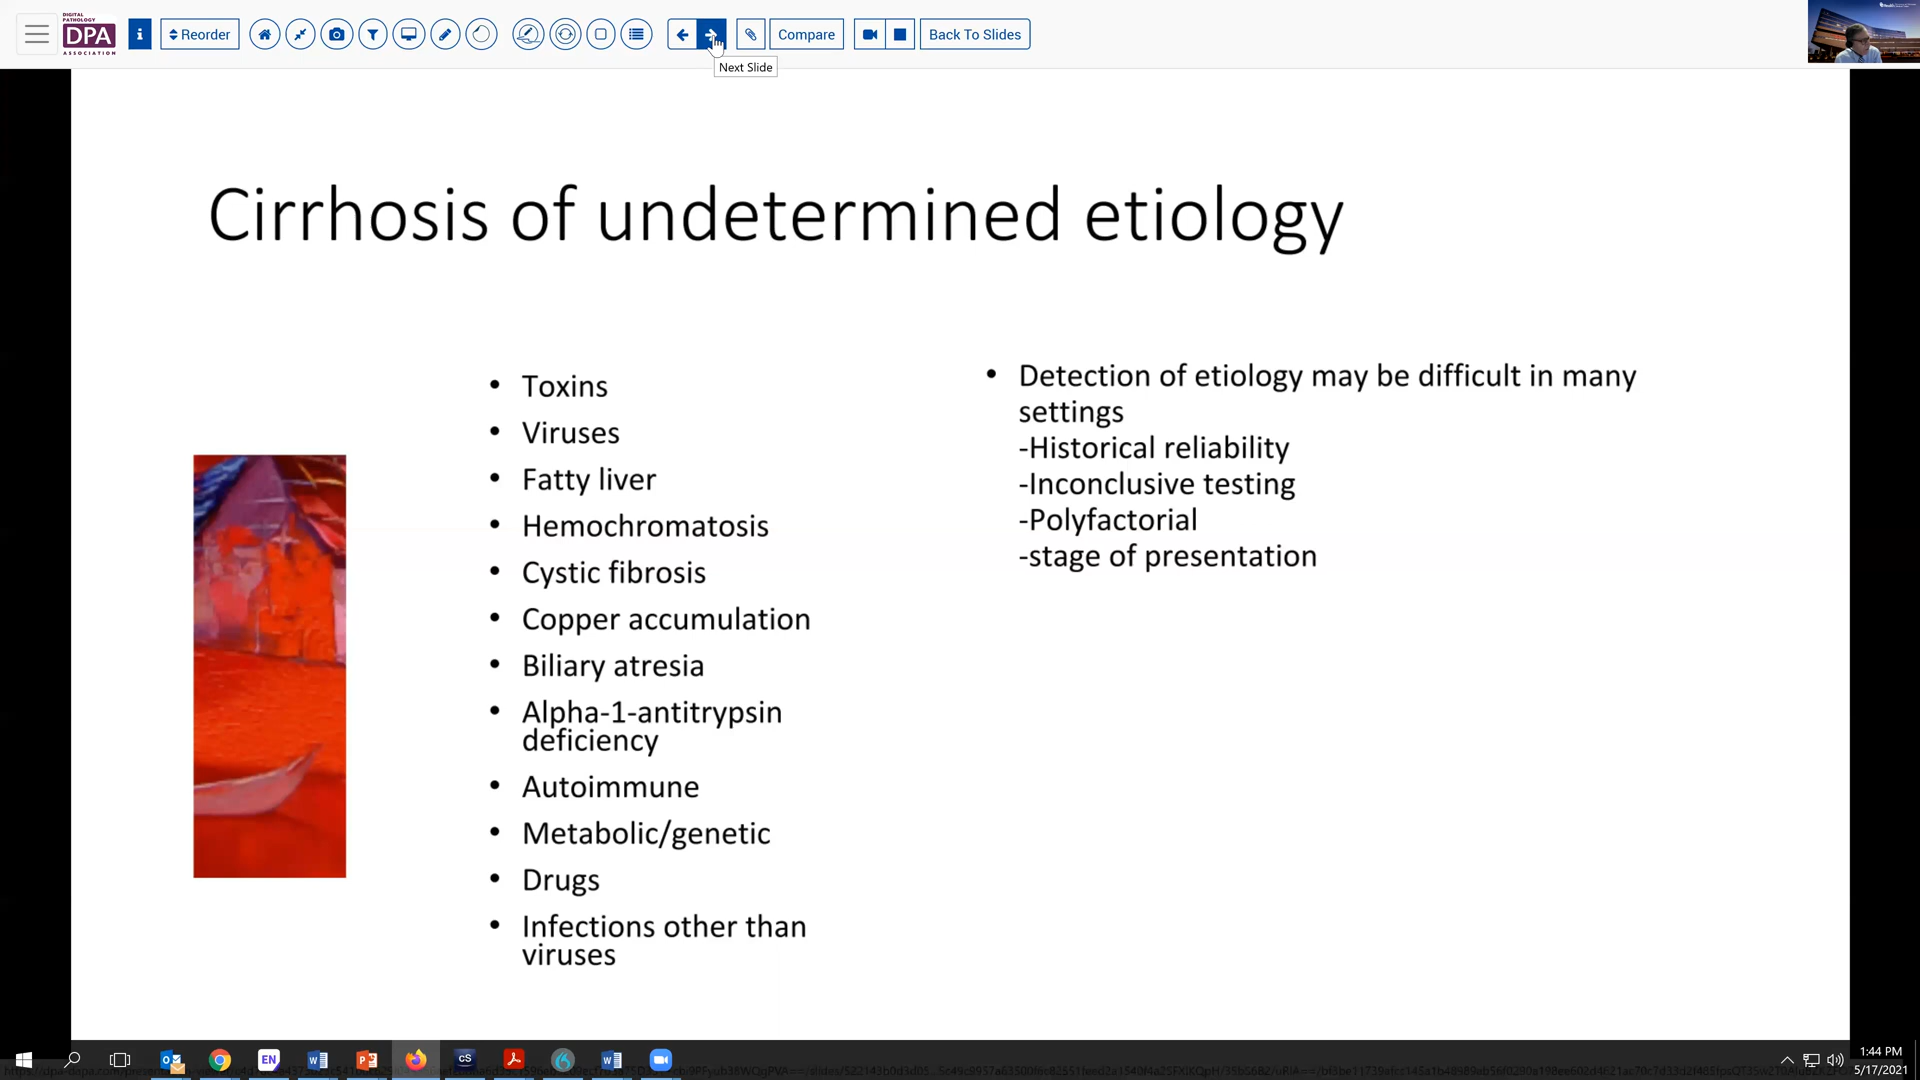 DIGITAL
PATHOLOGY
DPA
ASSOCIATION
i
Reorder
Compare
Back To Slides
Next Slide
Cirrhosis of undetermined etiology
• Toxins
• Viruses
• Fatty liver
• Hemochromatosis
• Cystic fibrosis
• Copper accumulation
• Biliary atresia
• Alpha-1-antitrypsin
deficiency
• Autoimmune
• Metabolic/genetic
• Drugs
• Infections other than
viruses
• Detection of etiology may be difficult in many
settings
-Historical reliability
-Inconclusive testing
-Polyfactorial
-stage of presentation
EN
cS
1:44 PM
5/17/2021